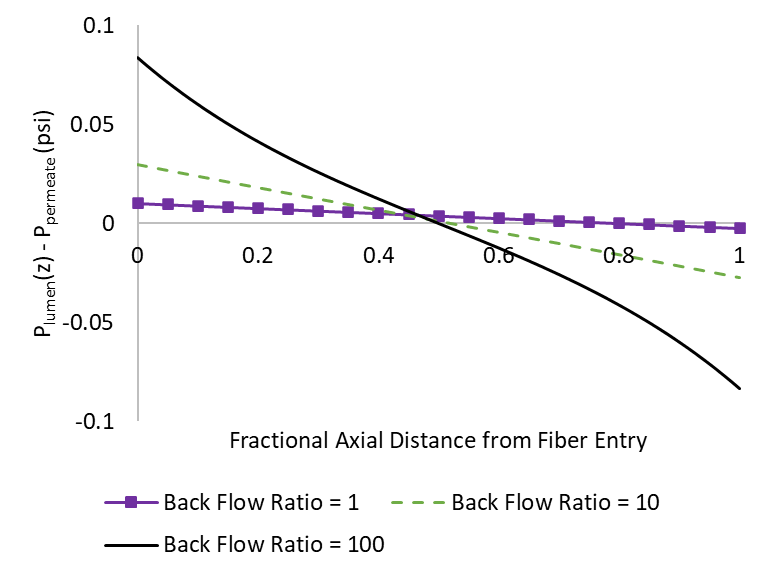 0.1
0.05
0
-0.05
-0.1
P_lumen(z) - P_permeate (psi)
0 0.2 0.4 0.6 0.8 1
Fractional Axial Distance from Fiber Entry
Back Flow Ratio = 1 Back Flow Ratio = 10
Back Flow Ratio = 100